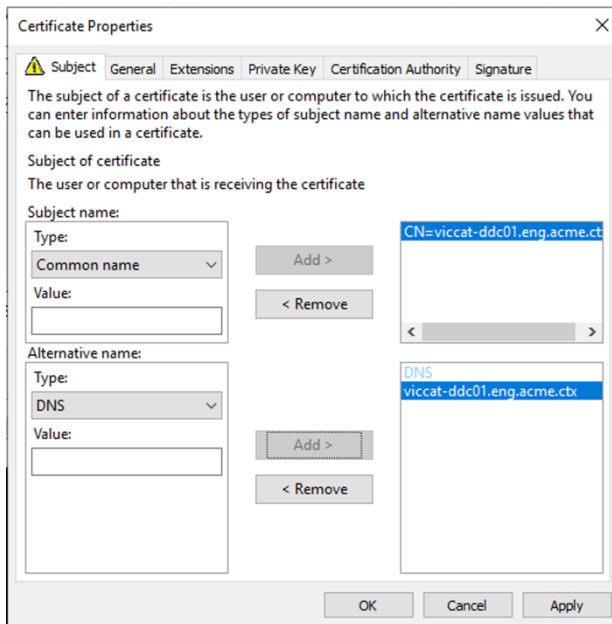 Certificate Properties
Subject General Extensions Private Key Certification Authority Signature
The subject of a certificate is the user or computer to which the certificate is issued. You
can enter information about the types of subject name and alternative name values that
can be used in a certificate.
Subject of certificate
The user or computer that is receiving the certificate
Subject name:
Type:
Common name
Value:
Add >
< Remove
CN=viccat-ddc01.eng.acme.ct
Alternative name:
Type:
DNS
Value:
Add >
< Remove
DNS
viccat-ddc01.eng.acme.ctx
OK Cancel Apply